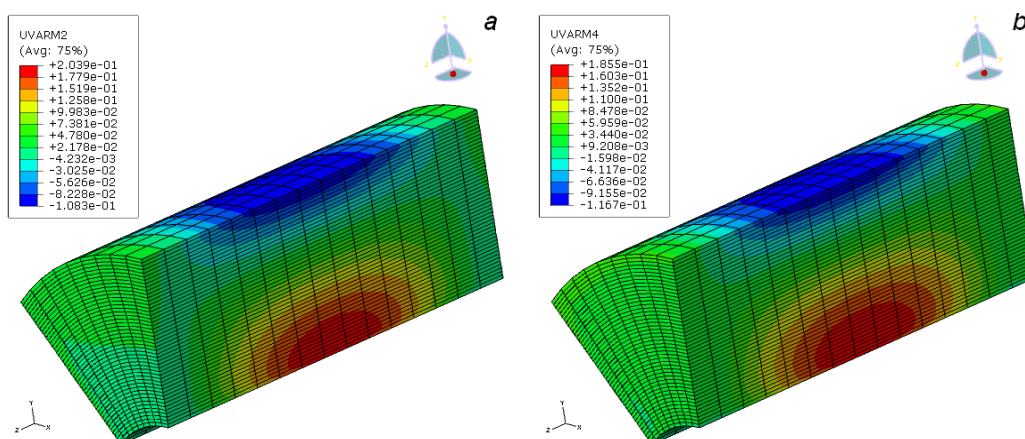 a
UVARM2
(Avg: 75%)
+2.039e-01
+1.779e-01
+1.519e-01
+1.258e-01
+9.983e-02
+7.381e-02
+4.780e-02
+2.178e-02
-4.232e-03
-3.025e-02
-5.626e-02
-8.228e-02
-1.083e-01
Y
X
Z
Y
Z
X
b
UVARM4
(Avg: 75%)
+1.855e-01
+1.603e-01
+1.352e-01
+1.100e-01
+8.478e-02
+5.959e-02
+3.440e-02
+9.208e-03
-1.598e-02
-4.117e-02
-6.636e-02
-9.155e-02
-1.167e-01
Y
X
Z
Y
Z
X